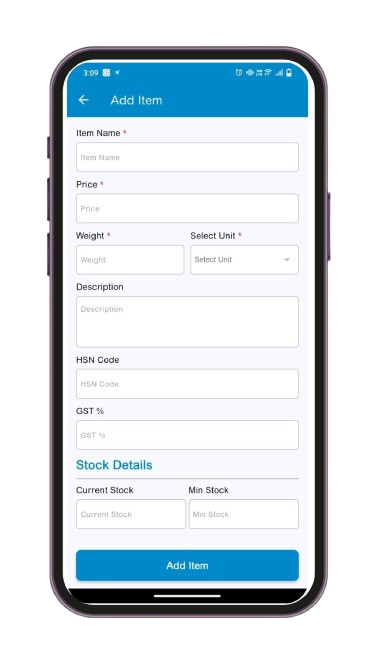 3:09
Add Item
Item Name *
Item Name
Price *
Price
Weight * Select Unit *
Weight Select Unit
Description
Description
HSN Code
HSN Code
GST %
GST %
Stock Details
Current Stock Min Stock
Current Stock Min Stock
Add Item